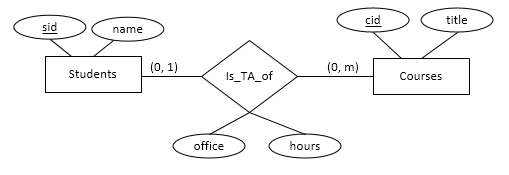 sid
name
cid
title
Students
(0, 1)
Is_TA_of
(0, m)
Courses
office
hours